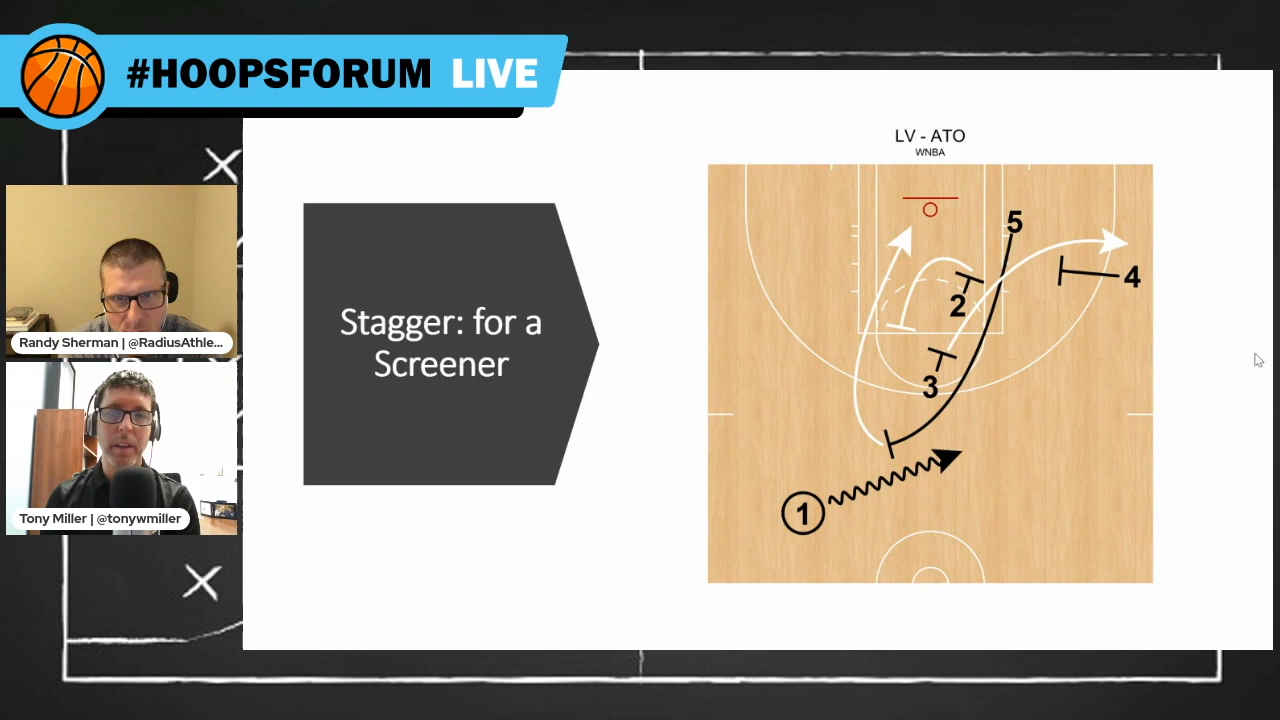 #HOOPSFORUM LIVE
LV - ATO
WNBA
5
4
2
3
1
Stagger: for a
Screener
Randy Sherman | @RadiusAthle...
Tony Miller | @tonywmiller